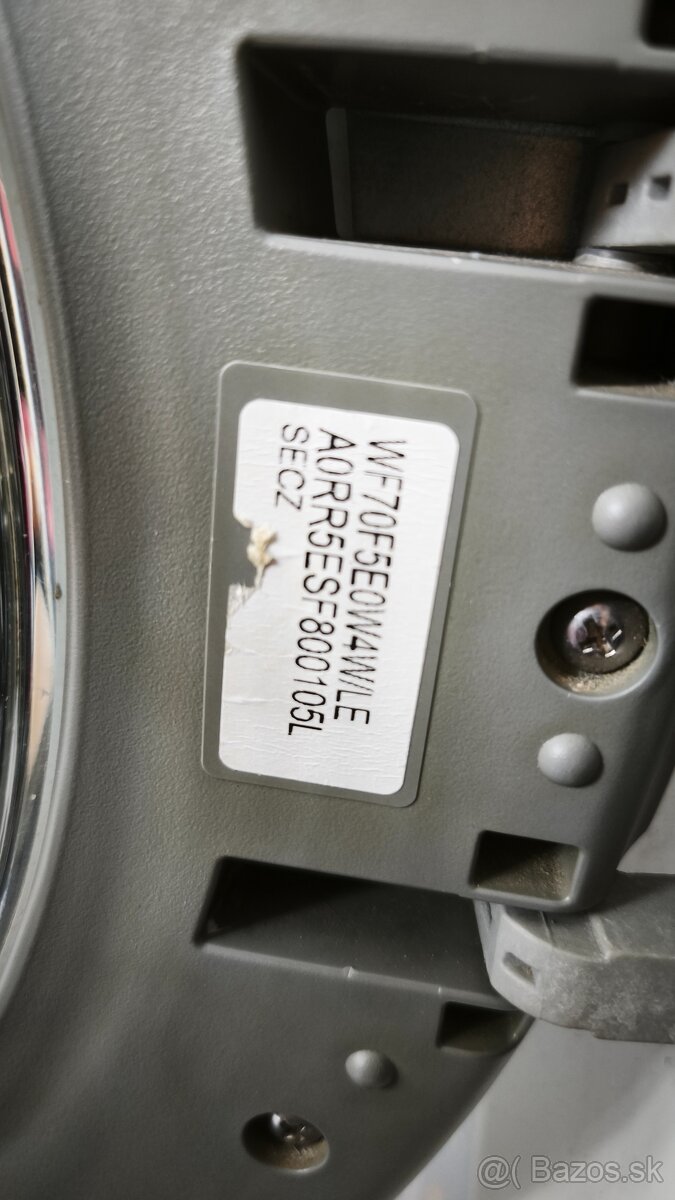 WF70F5E0W4W/LE
A0RR5ESF800105L
SECZ
@( Bazos.sk